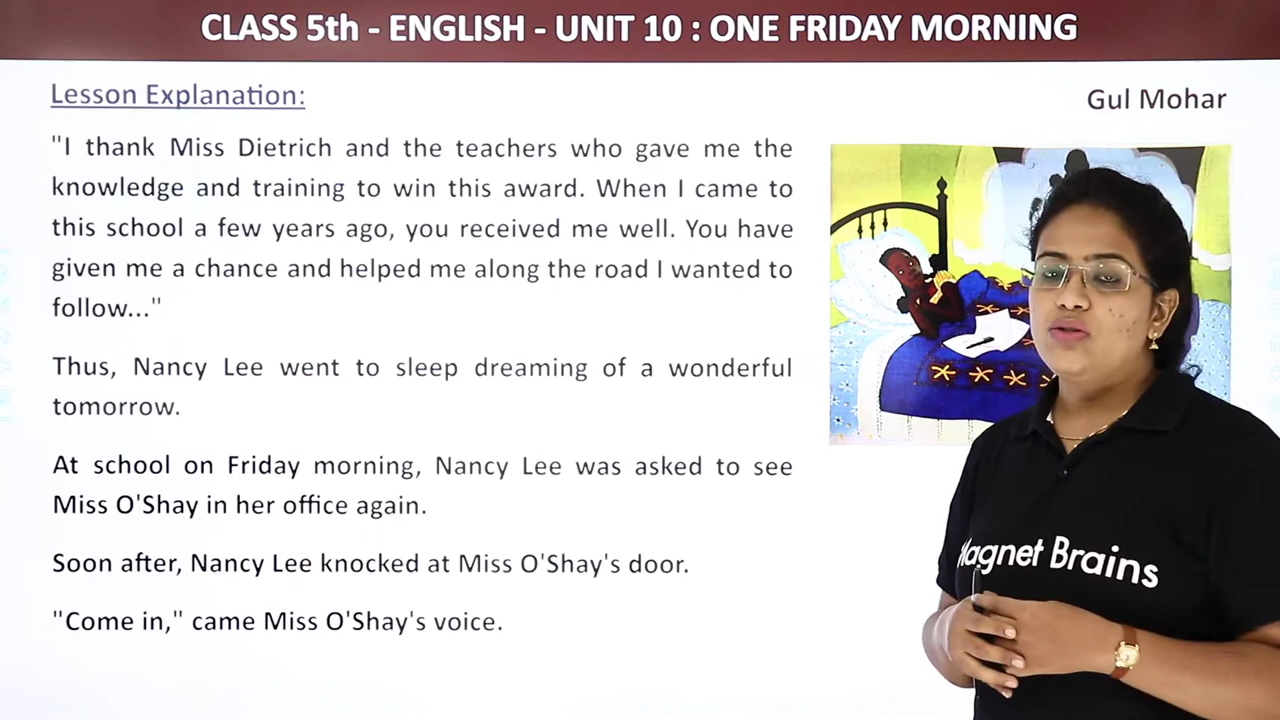 CLASS 5th - ENGLISH - UNIT 10 : ONE FRIDAY MORNING
Lesson Explanation:
Gul Mohar
"I thank Miss Dietrich and the teachers who gave me the
knowledge and training to win this award. When I came to
this school a few years ago, you received me well. You have
given me a chance and helped me along the road I wanted to
follow..."
Thus, Nancy Lee went to sleep dreaming of a wonderful
tomorrow.
At school on Friday morning, Nancy Lee was asked to see
Miss O'Shay in her office again.
Soon after, Nancy Lee knocked at Miss O'Shay's door.
"Come in," came Miss O'Shay's voice.
Magnet Brains